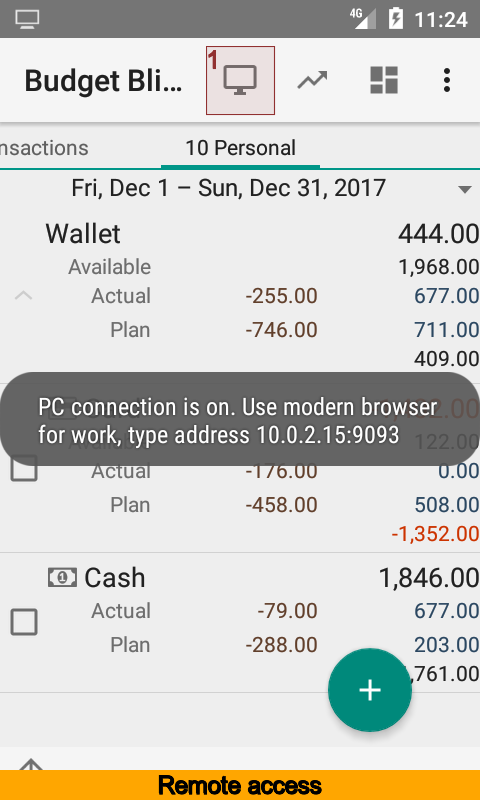 4G 11:24
Budget Bli...
1
nsactions
10 Personal
Fri, Dec 1 – Sun, Dec 31, 2017
Wallet 444.00
Available 1,968.00
Actual -255.00 677.00
Plan -746.00 711.00
409.00
PC connection is on. Use modern browser
for work, type address 10.0.2.15:9093
122.00
Actual -176.00 0.00
Plan -458.00 508.00
-1,352.00
Cash 1,846.00
Actual -79.00 677.00
Plan -288.00 203.00
,761.00
+
Remote access